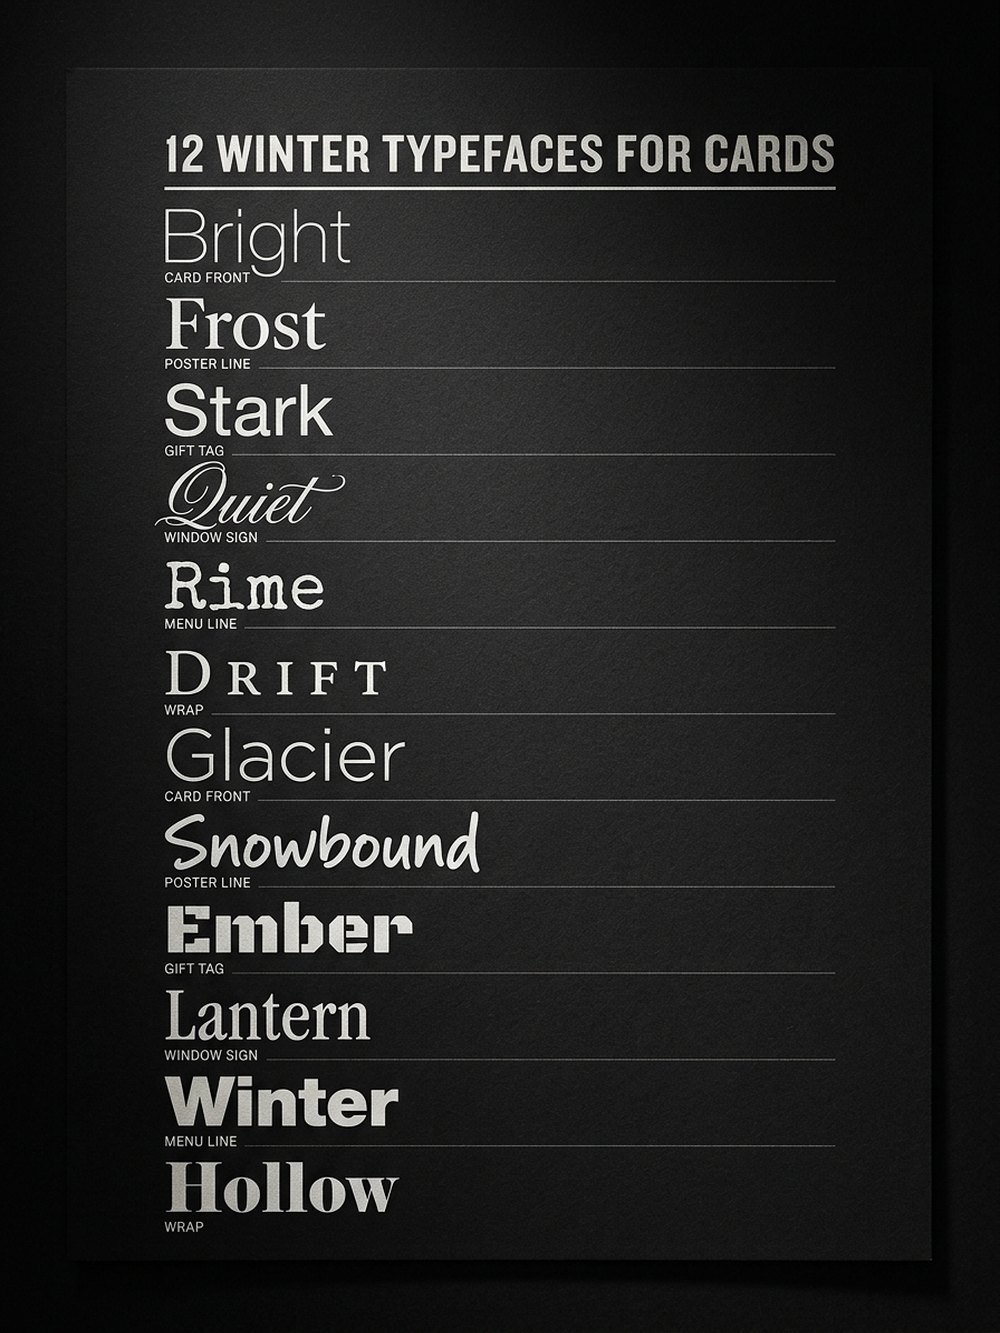 12 WINTER TYPEFACES FOR CARDS
Bright
CARD FRONT
Frost
POSTER LINE
Stark
GIFT TAG
Quiet
WINDOW SIGN
Rime
MENU LINE
DRIFT
WRAP
Glacier
CARD FRONT
Snowbound
POSTER LINE
Ember
GIFT TAG
Lantern
WINDOW SIGN
Winter
MENU LINE
Hollow
WRAP